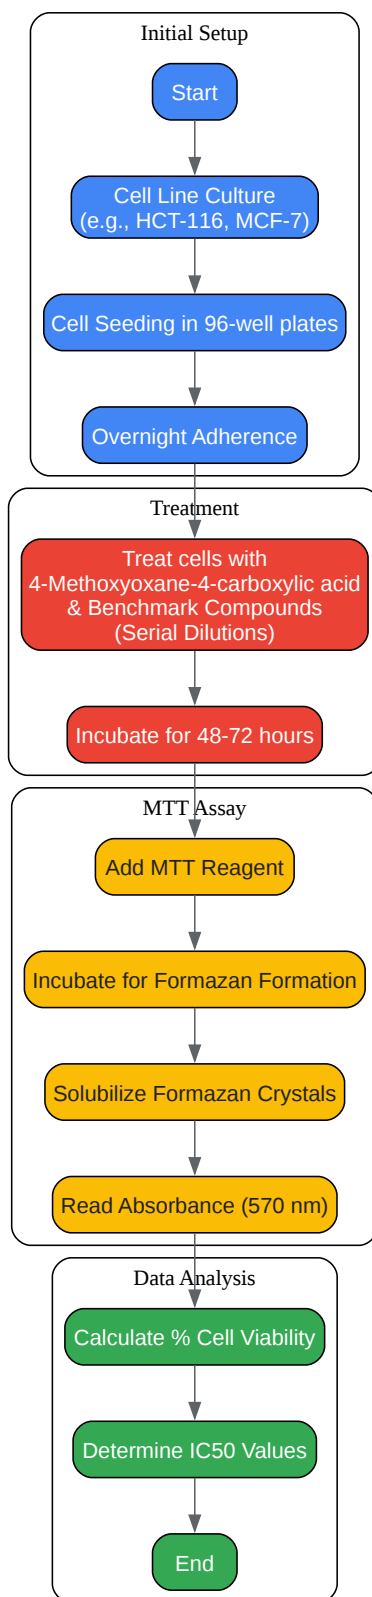 Initial Setup
Start
Cell Line Culture
(e.g., HCT-116, MCF-7)
Cell Seeding in 96-well plates
Overnight Adherence
Treatment
Treat cells with
4-Methoxyoxane-4-carboxylic acid
& Benchmark Compounds
(Serial Dilutions)
Incubate for 48-72 hours
MTT Assay
Add MTT Reagent
Incubate for Formazan Formation
Solubilize Formazan Crystals
Read Absorbance (570 nm)
Data Analysis
Calculate % Cell Viability
Determine IC50 Values
End